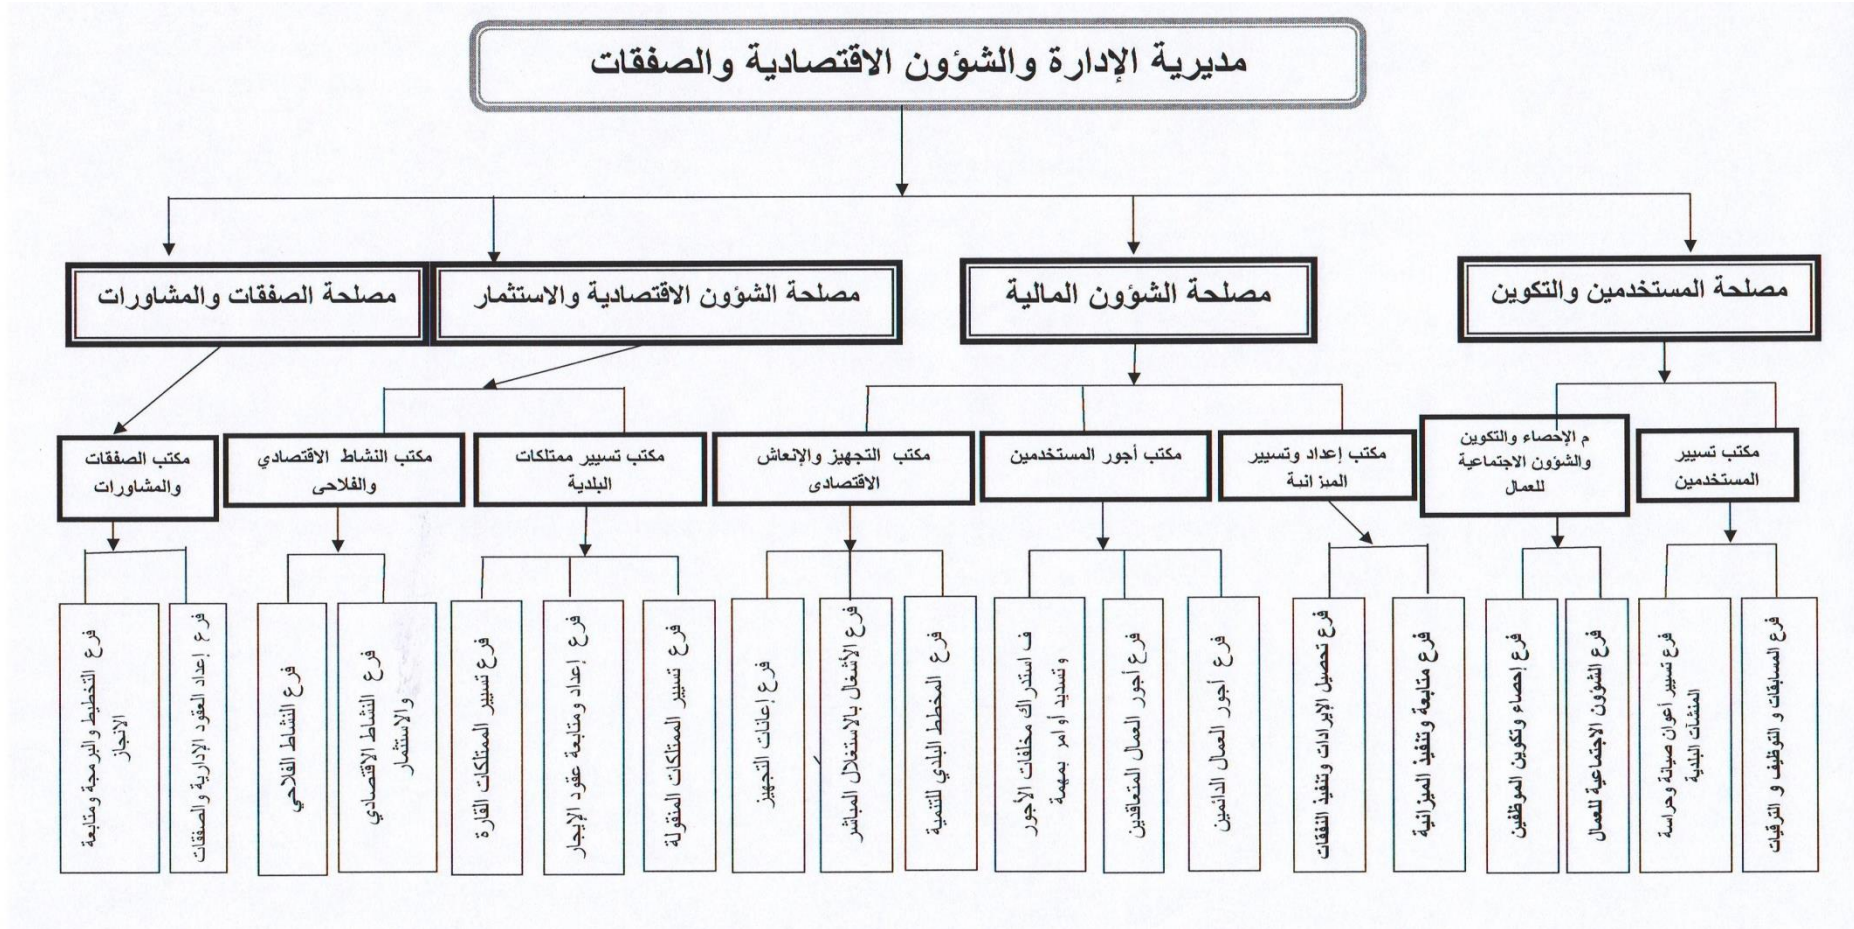 مديرية الإدارة والشؤون الاقتصادية والصفقات
مصلحة المستخدمين والتكوين
مصلحة الشؤون المالية
مصلحة الشؤون الاقتصادية والاستثمار
مصلحة الصفقات والمشاورات
مكتب تسيير
المستخدمين
م الإحصاء والتكوين
والشؤون الاجتماعية
للعمال
مكتب إعداد وتسيير
الميزانية
مكتب أجور المستخدمين
مكتب التجهيز والإنعاش
الاقتصادى
مكتب تسيير ممتلكات
البلدية
مكتب النشاط الاقتصادي
والفلاحى
مكتب الصفقات
والمشاورات
فرع المسابقات و التوظيف و الترقيات
فرع تسيير أعوان صيانة وحراسة
المنشآت البلدية
فرع الشؤون الاجتماعية للعمال
فرع إحصاء وتكوين الموظفين
فرع متابعة وتنفيذ الميزانية
فرع تحصيل الإيرادات وتنفيذ النفقات
فرع أجور العمال الدائمين
فرع أجور العمال المتعاقدين
ف استدراك مخلفات الأجور
وتسديد أو امر بمهمة
فرع المخطط البلدي للتنمية
فرع الأشغال بالاستغلال المباشر
فرع إعانات التجهيز
فرع تسيير الممتلكات المنقولة
فرع إعداد ومتابعة عقود الإيجار
فرع تسيير الممتلكات القارة
فرع النشاط الاقتصادي
والاستثمار
فرع النشاط الفلاحي
فرع إعداد العقود الإدارية والصفقات
فرع التخطيط والبرمجة ومتابعة
الانجاز